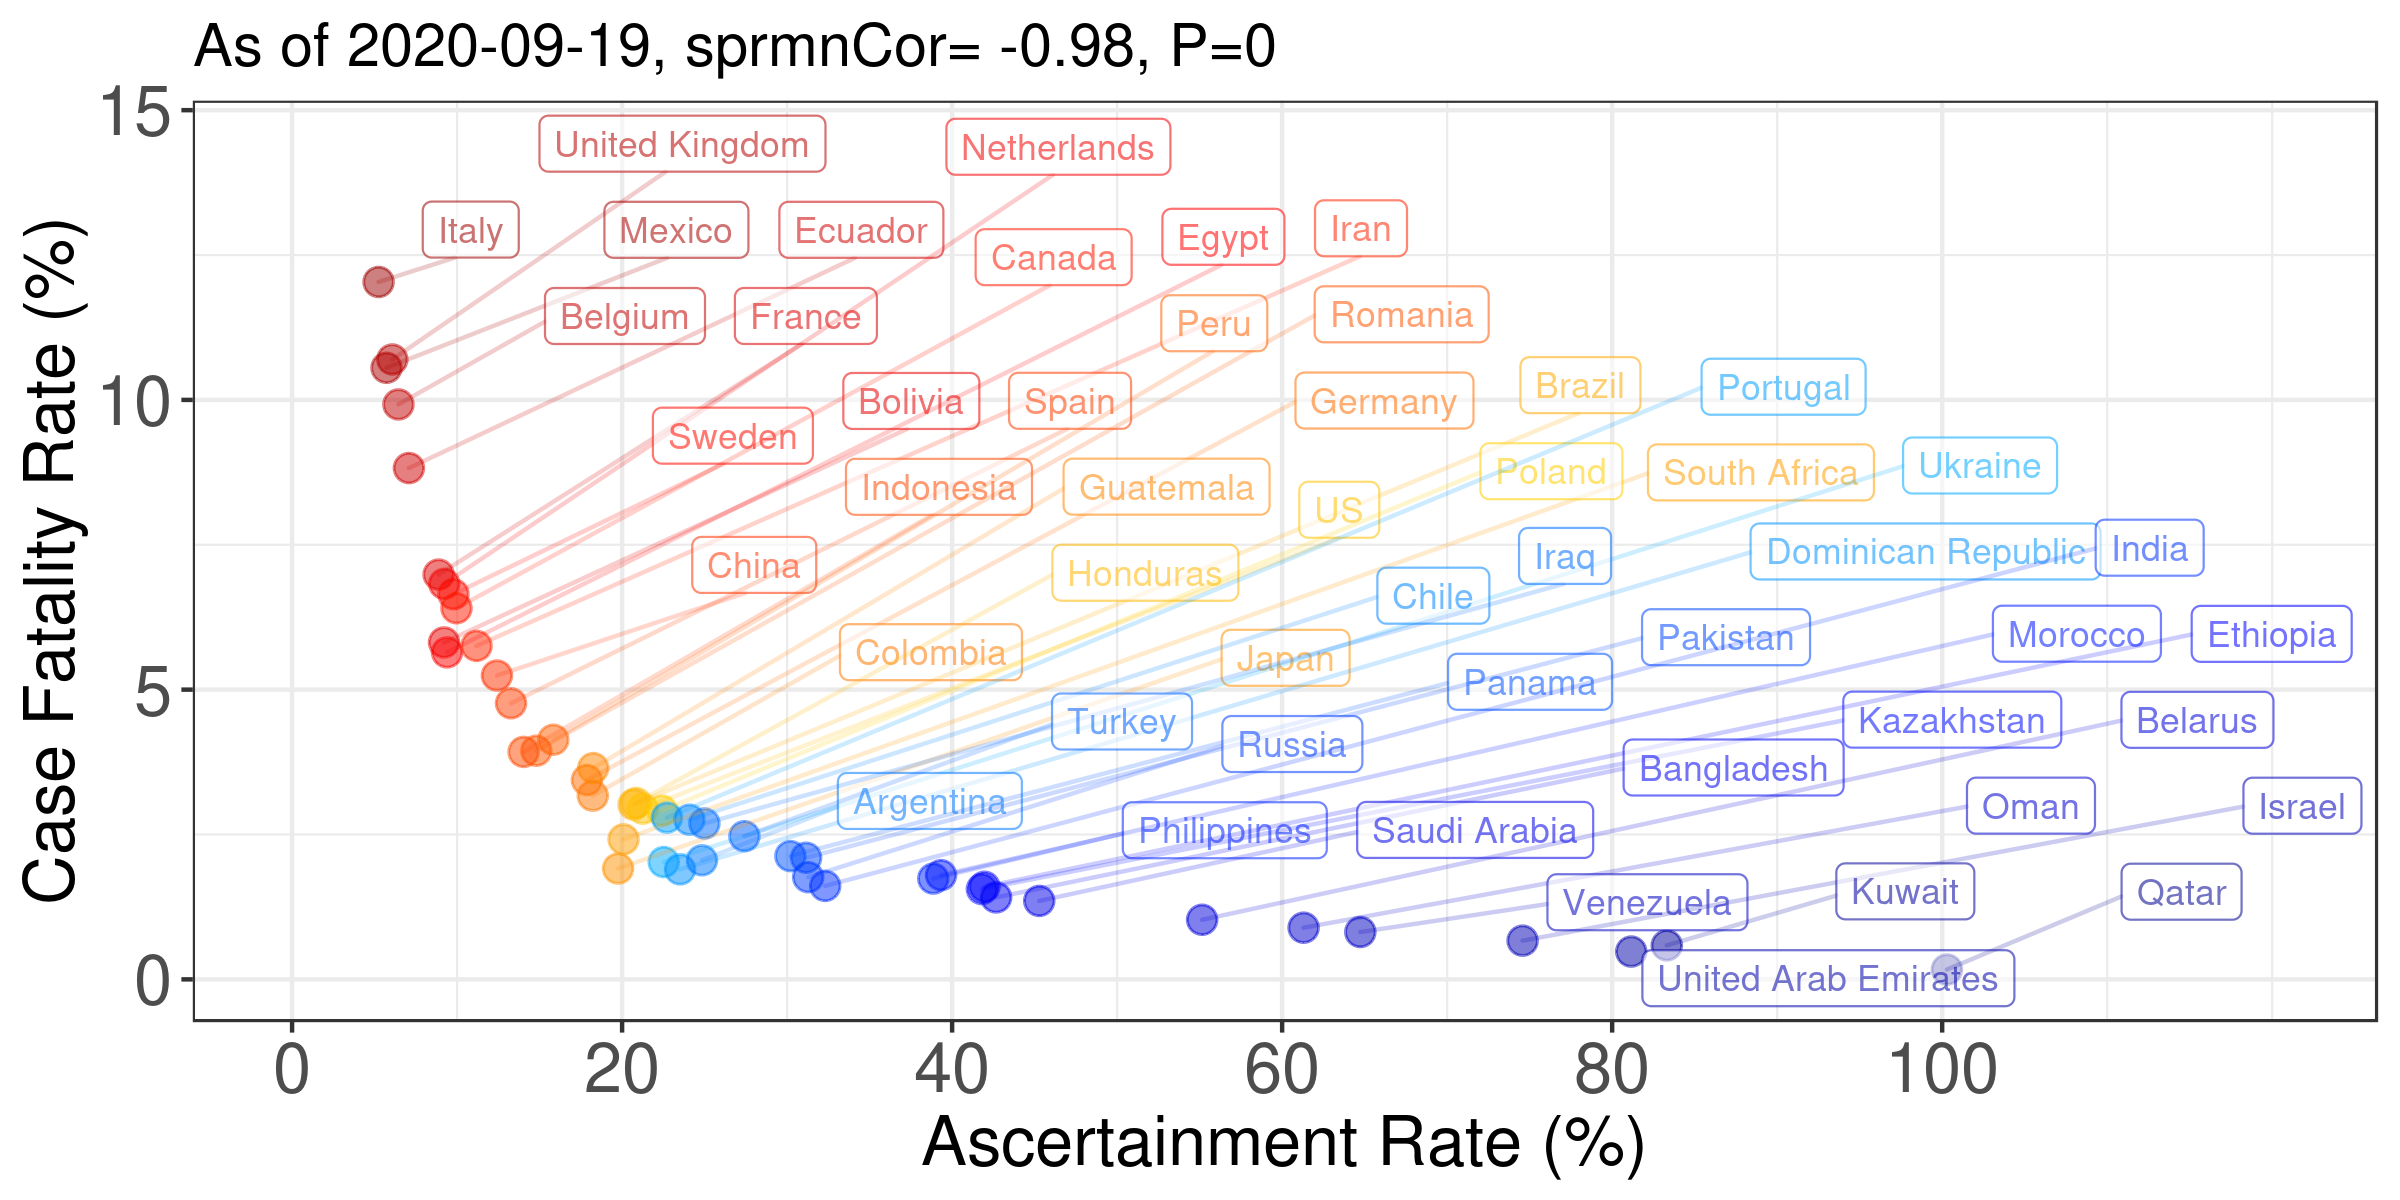 As of 2020-09-19, sprmnCor= -0.98, P=0
Case Fatality Rate (%)
15
10
5
0
United Kingdom
Netherlands
Italy
Mexico
Ecuador
Egypt
Iran
Canada
Belgium
France
Peru
Romania
Sweden
Bolivia
Spain
Germany
Brazil
Portugal
Indonesia
Guatemala
US
Poland
South Africa
Ukraine
China
Honduras
Chile
Iraq
Dominican Republic
India
Colombia
Japan
Pakistan
Morocco
Ethiopia
Turkey
Russia
Panama
Kazakhstan
Belarus
Argentina
Philippines
Saudi Arabia
Bangladesh
Oman
Israel
Venezuela
Kuwait
Qatar
United Arab Emirates
0
20
40
60
80
100
Ascertainment Rate (%)